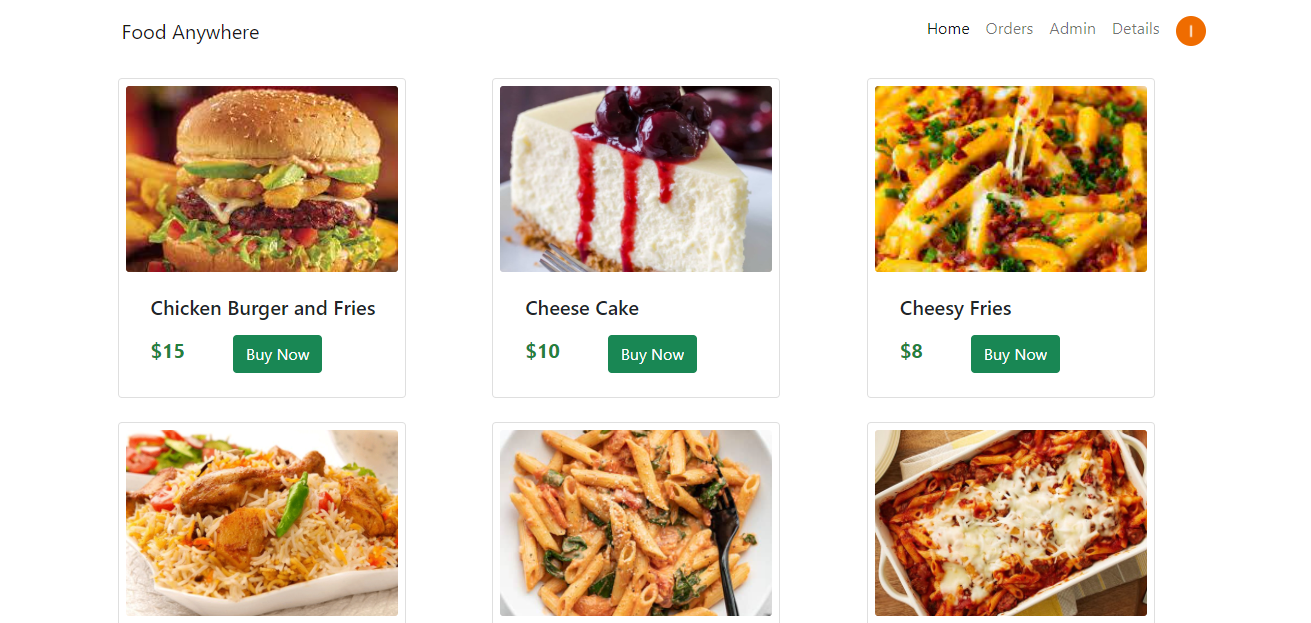 Food Anywhere
Home Orders Admin Details I
Chicken Burger and Fries
$15 Buy Now
Cheese Cake
$10 Buy Now
Cheesy Fries
$8 Buy Now